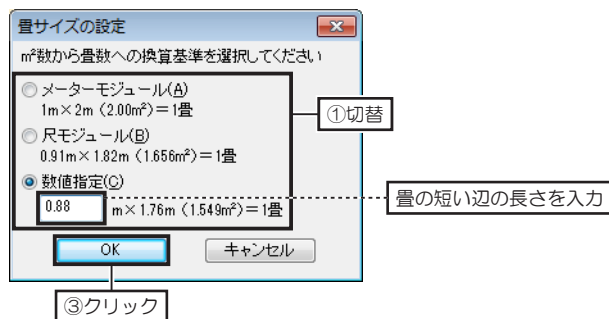 畳サイズの設定
㎡数から畳数への換算基準を選択してください
メーターモジュール(A)
1m×2m（2.00㎡）＝1畳
①切替
尺モジュール(B)
0.91m×1.82m（1.656㎡）＝1畳
数値指定(C)
0.88 m×1.76m（1.549㎡）＝1畳
畳の短い辺の長さを入力
OK キャンセル
③クリック